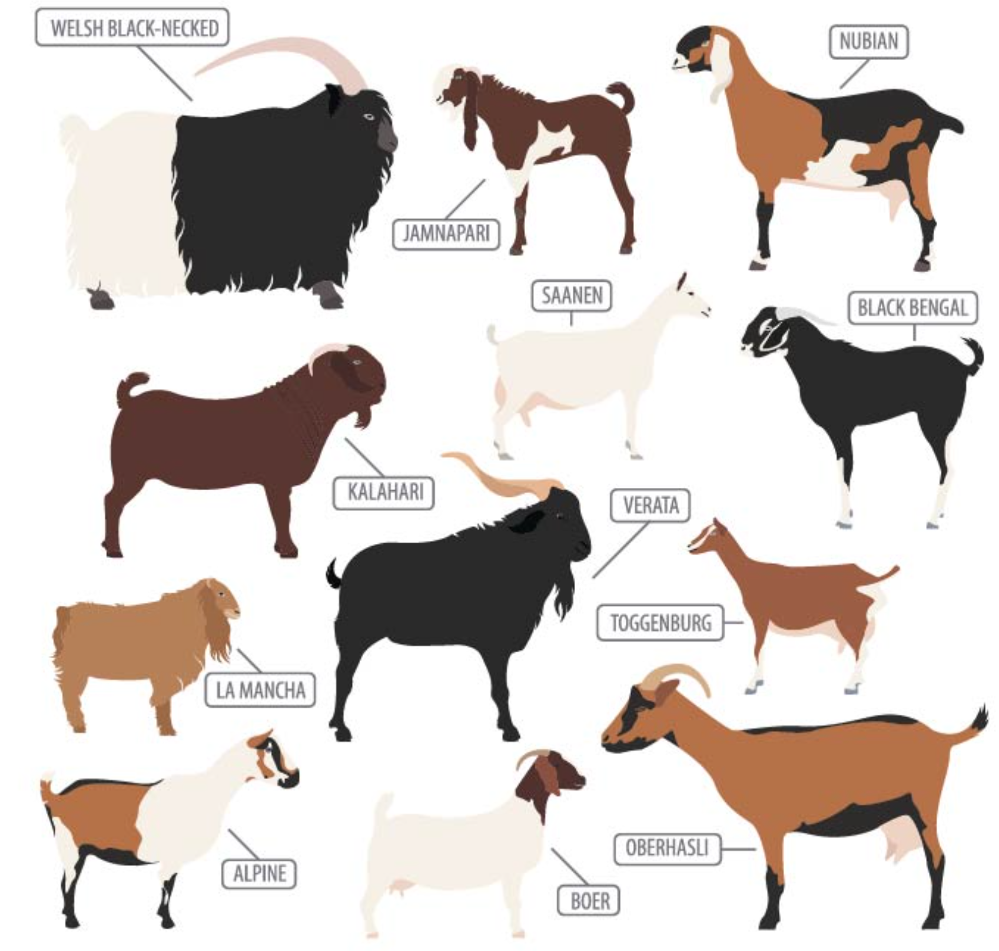 WELSH BLACK-NECKED
NUBIAN
JAMNAPARI
SAANEN
BLACK BENGAL
KALAHARI
VERATA
TOGGENBURG
LA MANCHA
OBERHASLI
ALPINE
BOER